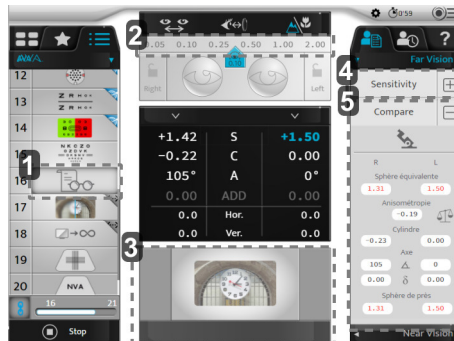 0:59
2
0.05 0.10 0.25 0.50 1.00 2.00
Right
Left
AVVA
12
13
Z R H V
14
15
N K C Z O
R Z D V K
1
16
17
18
→∞
19
20 NVA
16 21
Stop
+1.42 S +1.50
−0.22 C 0.00
105° A 0°
0.00 ADD 0.00
0.0 Hor. 0.0
0.0 Ver. 0.0
3
?
Far Vision
4
Sensitivity
5
Compare
R L
Sphère équivalente
1.31 1.50
Anisométropie
-0.19
Cylindre
-0.23 0.00
Axe
105 0
0.00 δ 0.00
Sphère de près
1.31 1.50
Near Vision